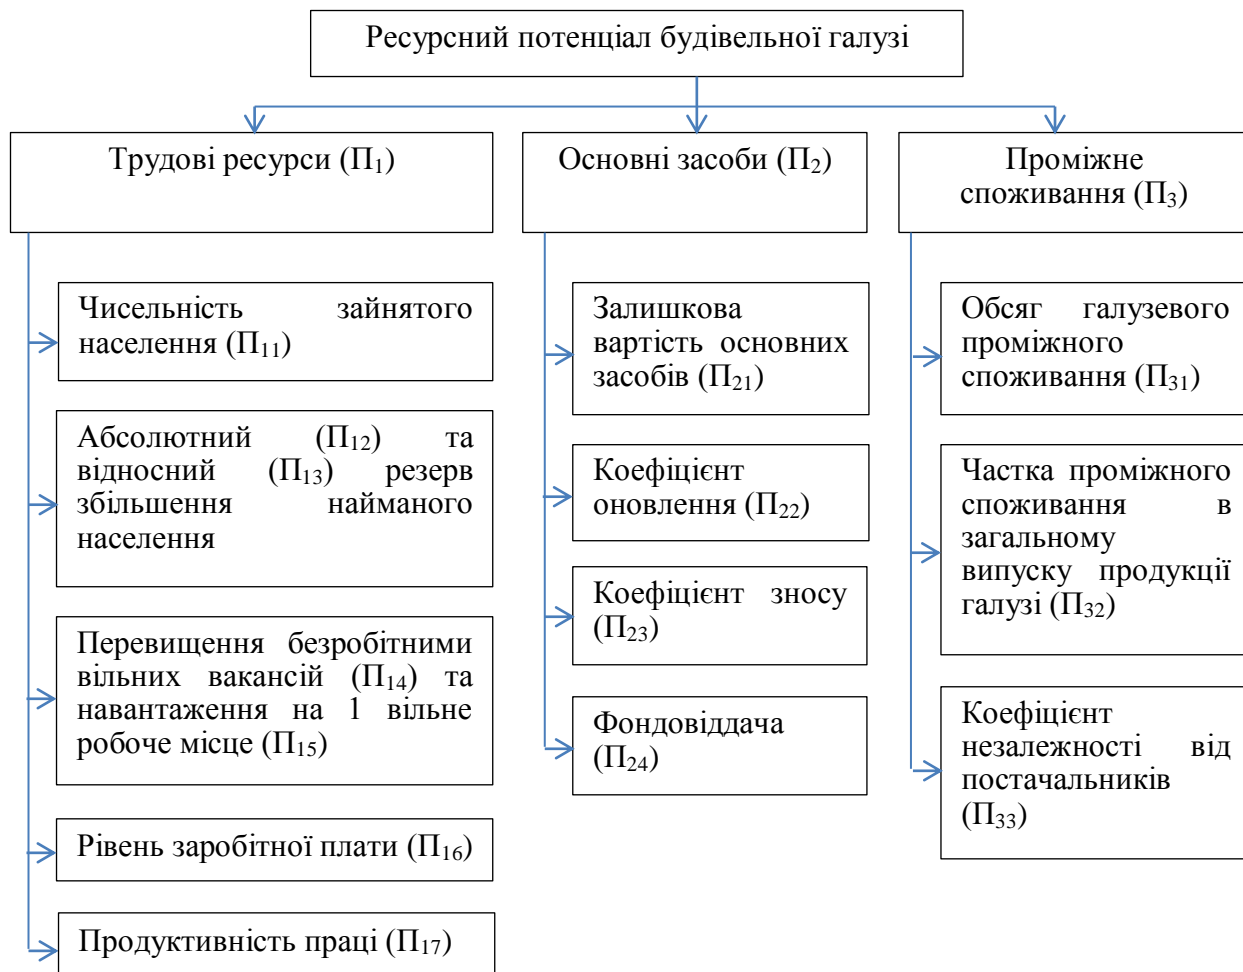 Ресурсний потенціал будівельної галузі
Трудові ресурси (П₁)
Основні засоби (П₂)
Проміжне
споживання (П₃)
Чисельність зайнятого
населення (П₁₁)
Абсолютний (П₁₂) та
відносний (П₁₃) резерв
збільшення найманого
населення
Перевищення безробітними
вільних вакансій (П₁₄) та
навантаження на 1 вільне
робоче місце (П₁₅)
Рівень заробітної плати (П₁₆)
Продуктивність праці (П₁₇)
Залишкова
вартість основних
засобів (П₂₁)
Коефіцієнт
оновлення (П₂₂)
Коефіцієнт зносу
(П₂₃)
Фондовіддача
(П₂₄)
Обсяг галузевого
проміжного
споживання (П₃₁)
Частка проміжного
споживання в
загальному
випуску продукції
галузі (П₃₂)
Коефіцієнт
незалежності від
постачальників
(П₃₃)